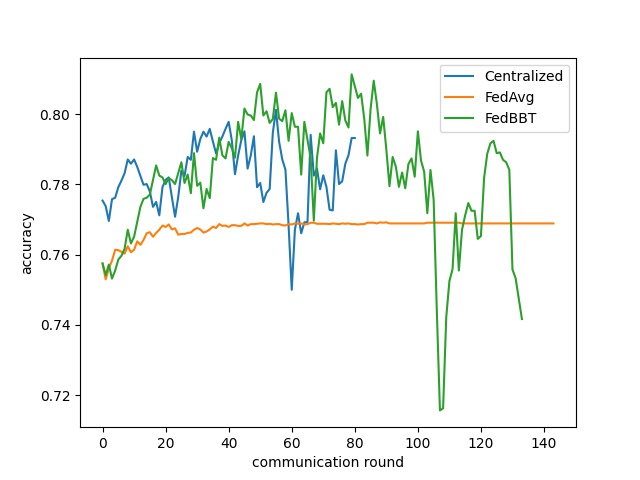 Centralized
FedAvg
FedBBT
accuracy
0.80
0.78
0.76
0.74
0.72
0 20 40 60 80 100 120 140
communication round